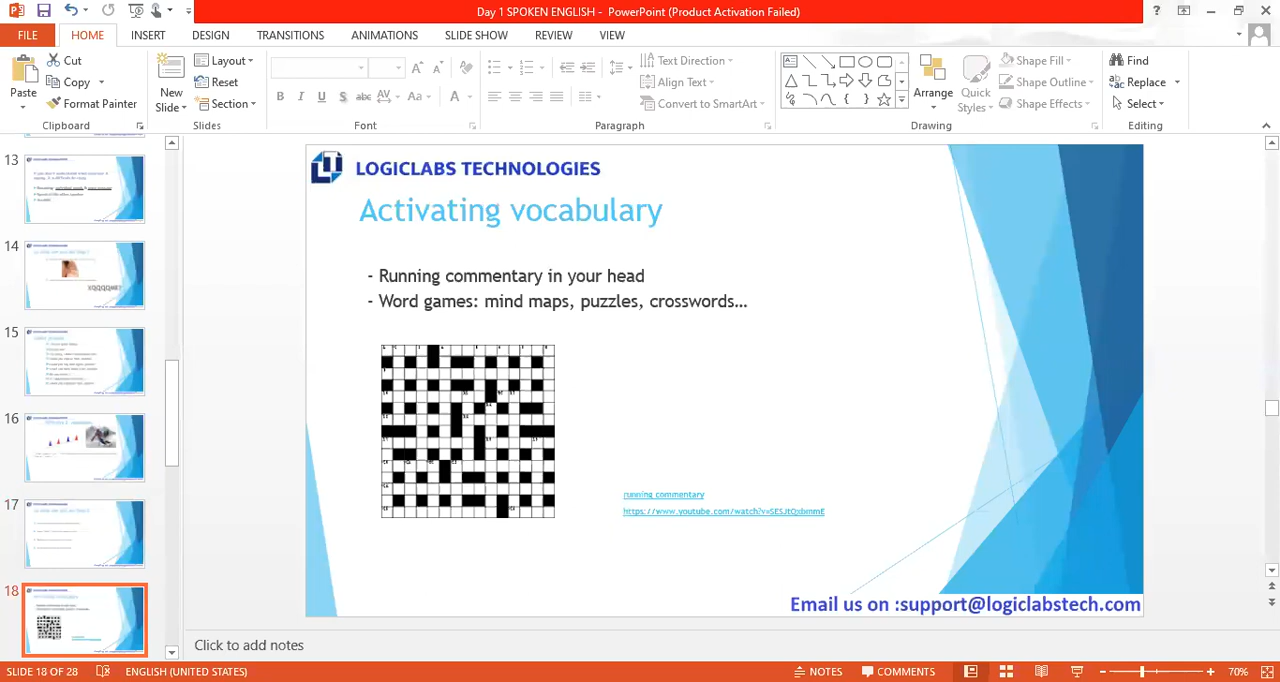 Day 1 SPOKEN ENGLISH - PowerPoint (Product Activation Failed)
FILE HOME INSERT DESIGN TRANSITIONS ANIMATIONS SLIDE SHOW REVIEW VIEW
Cut Layout Text Direction Shape Fill Find
Copy Reset Align Text Shape Outline Replace
Paste Format Painter New Slide Section Convert to SmartArt Arrange Quick Styles Shape Effects Select
B I U S abc AV Aa A
Clipboard Slides Font Paragraph Drawing Editing
13
14
15
16
17
18
LOGICLABS TECHNOLOGIES
Activating vocabulary
- Running commentary in your head
- Word games: mind maps, puzzles, crosswords...
running commentary
Email us on :support@logiclabstech.com
Click to add notes
SLIDE 18 OF 28 ENGLISH (UNITED STATES) NOTES COMMENTS 70%